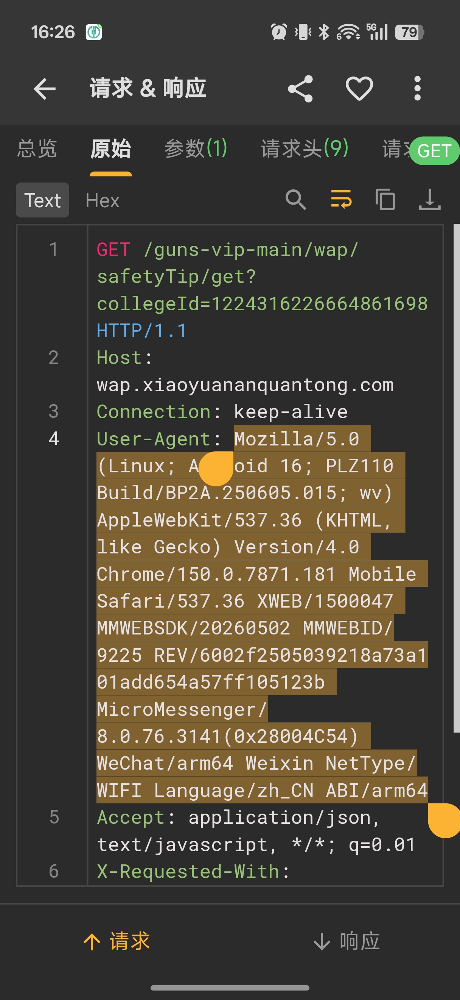 16:26
6
5G
79
请求 & 响应
总览 原始 参数(1) 请求头(9) GET
Text Hex
1 GET /guns-vip-main/wap/
safetyTip/get?
collegeId=1224316226664861698
HTTP/1.1
2 Host:
wap.xiaoyuananquantong.com
3 Connection: keep-alive
4 User-Agent: Mozilla/5.0
(Linux; A oid 16; PLZ110
Build/BP2A.250605.015; wv)
AppleWebKit/537.36 (KHTML,
like Gecko) Version/4.0
Chrome/150.0.7871.181 Mobile
Safari/537.36 XWEB/1500047
MMWEBSDK/20260502 MMWEBID/
9225 REV/6002f2505039218a73a1
01add654a57ff105123b
MicroMessenger/
8.0.76.3141(0x28004C54)
WeChat/arm64 Weixin NetType/
WIFI Language/zh_CN ABI/arm64
5 Accept: application/json,
text/javascript, */*; q=0.01
6 X-Requested-With:
请求 响应